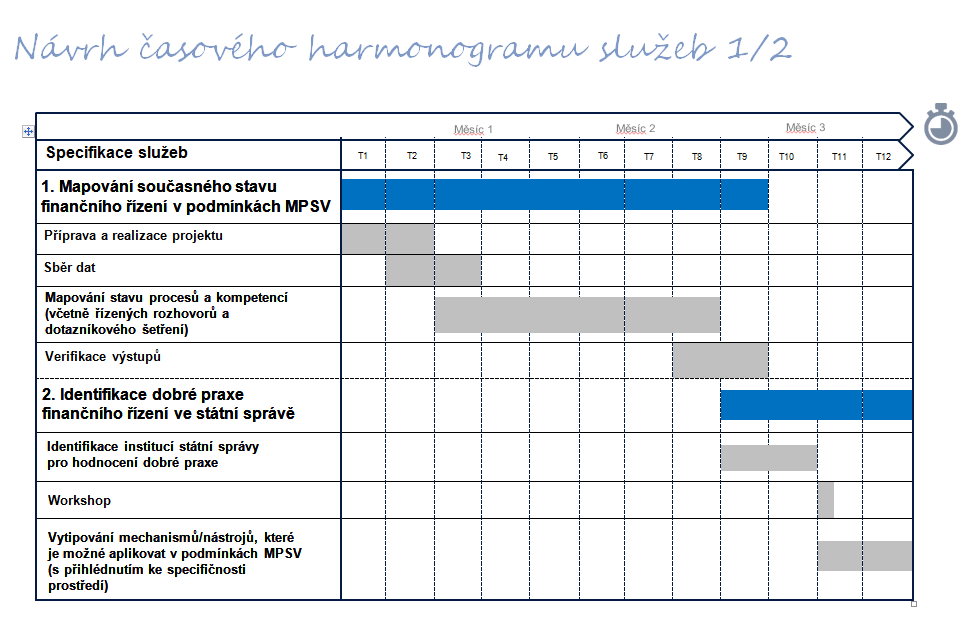 Návrh časového harmonogramu služeb 1/2
Měsíc 1 Měsíc 2 Měsíc 3
Specifikace služeb T1 T2 T3 T4 T5 T6 T7 T8 T9 T10 T11 T12
1. Mapování současného stavu
finančního řízení v podmínkách MPSV
Příprava a realizace projektu
Sběr dat
Mapování stavu procesů a kompetencí
(včetně řízených rozhovorů a
dotazníkového šetření)
Verifikace výstupů
2. Identifikace dobré praxe
finančního řízení ve státní správě
Identifikace institucí státní správy
pro hodnocení dobré praxe
Workshop
Vytipování mechanismů/nástrojů, které
je možné aplikovat v podmínkách MPSV
(s přihlédnutím ke specifičnosti
prostředí)